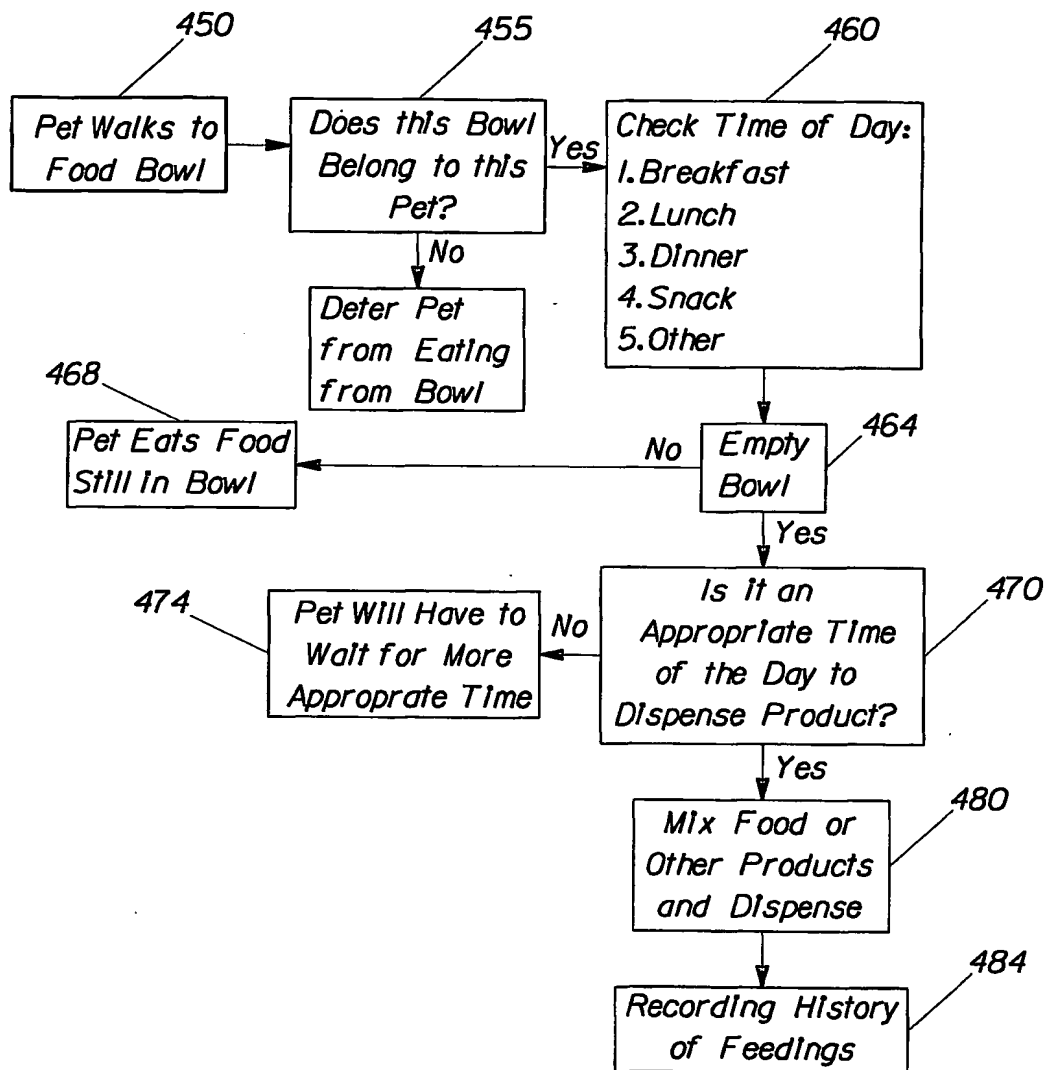 450
455
460
Pet Walks to
Food Bowl
Does this Bowl
Belong to this
Pet?
Yes
No
Check Time of Day:
1.Breakfast
2.Lunch
3.Dinner
4.Snack
5.Other
Deter Pet
from Eating
from Bowl
468
Pet Eats Food
Still in Bowl
No
Empty
Bowl
464
Yes
474
Pet Will Have to
Wait for More
Approprate Time
No
Is it an
Appropriate Time
of the Day to
Dispense Product?
470
Yes
Mix Food or
Other Products
and Dispense
480
Recording History
of Feedings
484